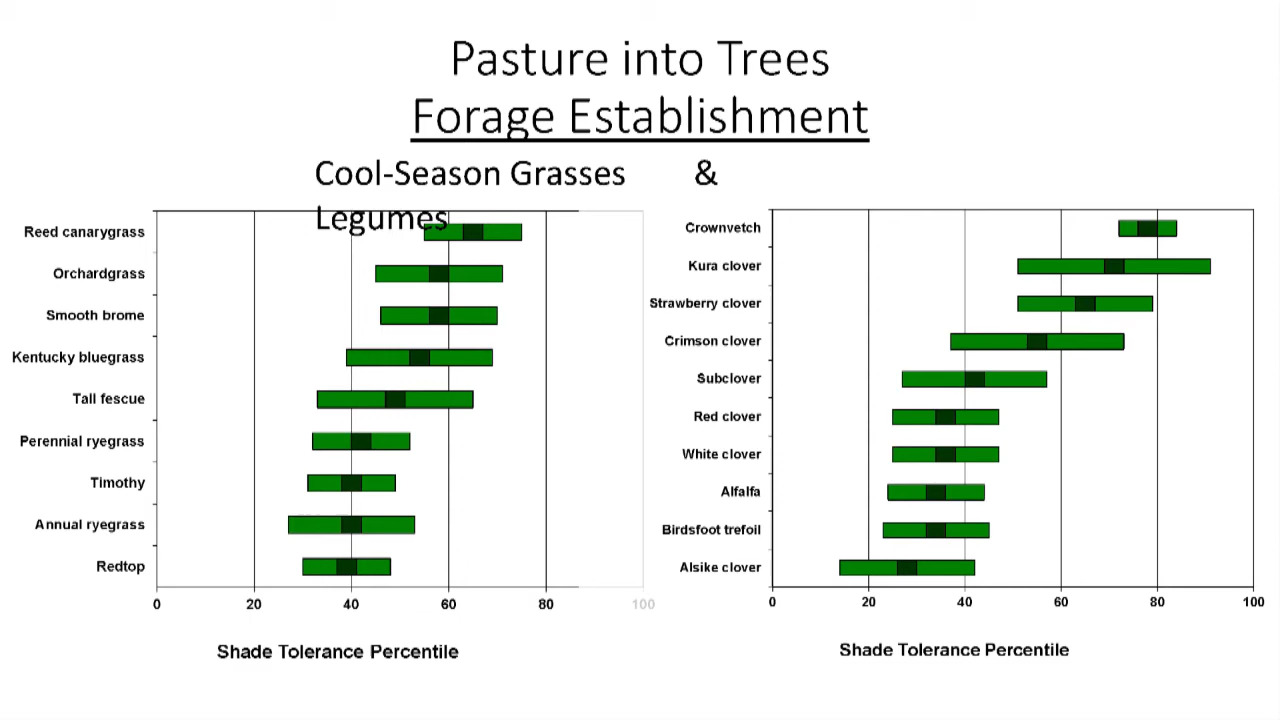 Pasture into Trees
Forage Establishment
Cool-Season Grasses &
Legumes
Reed canarygrass
Orchardgrass
Smooth brome
Kentucky bluegrass
Tall fescue
Perennial ryegrass
Timothy
Annual ryegrass
Redtop
0 20 40 60 80 100
Shade Tolerance Percentile
Crownvetch
Kura clover
Strawberry clover
Crimson clover
Subclover
Red clover
White clover
Alfalfa
Birdsfoot trefoil
Alsike clover
0 20 40 60 80 100
Shade Tolerance Percentile